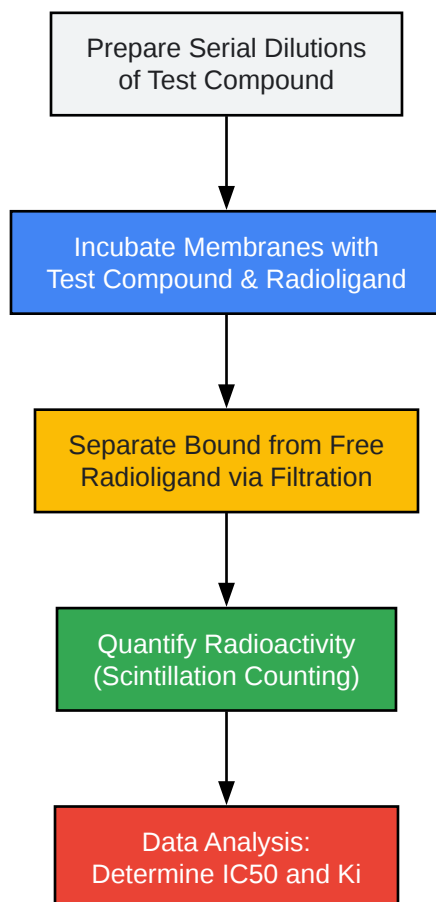 Prepare Serial Dilutions
of Test Compound
Incubate Membranes with
Test Compound & Radioligand
Separate Bound from Free
Radioligand via Filtration
Quantify Radioactivity
(Scintillation Counting)
Data Analysis:
Determine IC50 and Ki